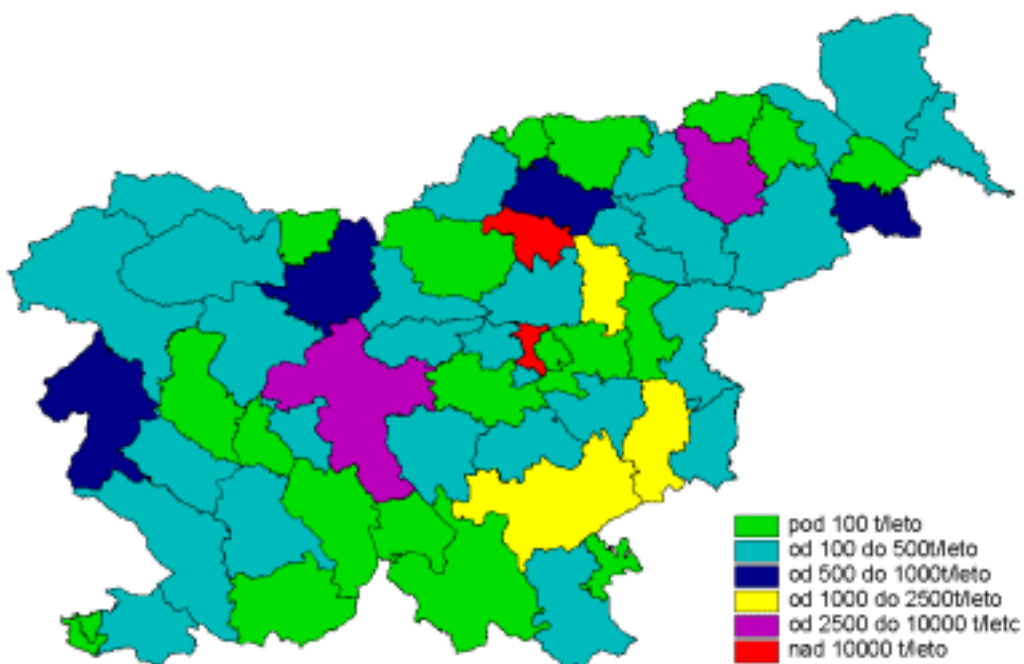 pod 100 t/leto
od 100 do 500t/leto
od 500 do 1000t/leto
od 1000 do 2500t/leto
od 2500 do 10000 t/letc
nad 10000 t/leto